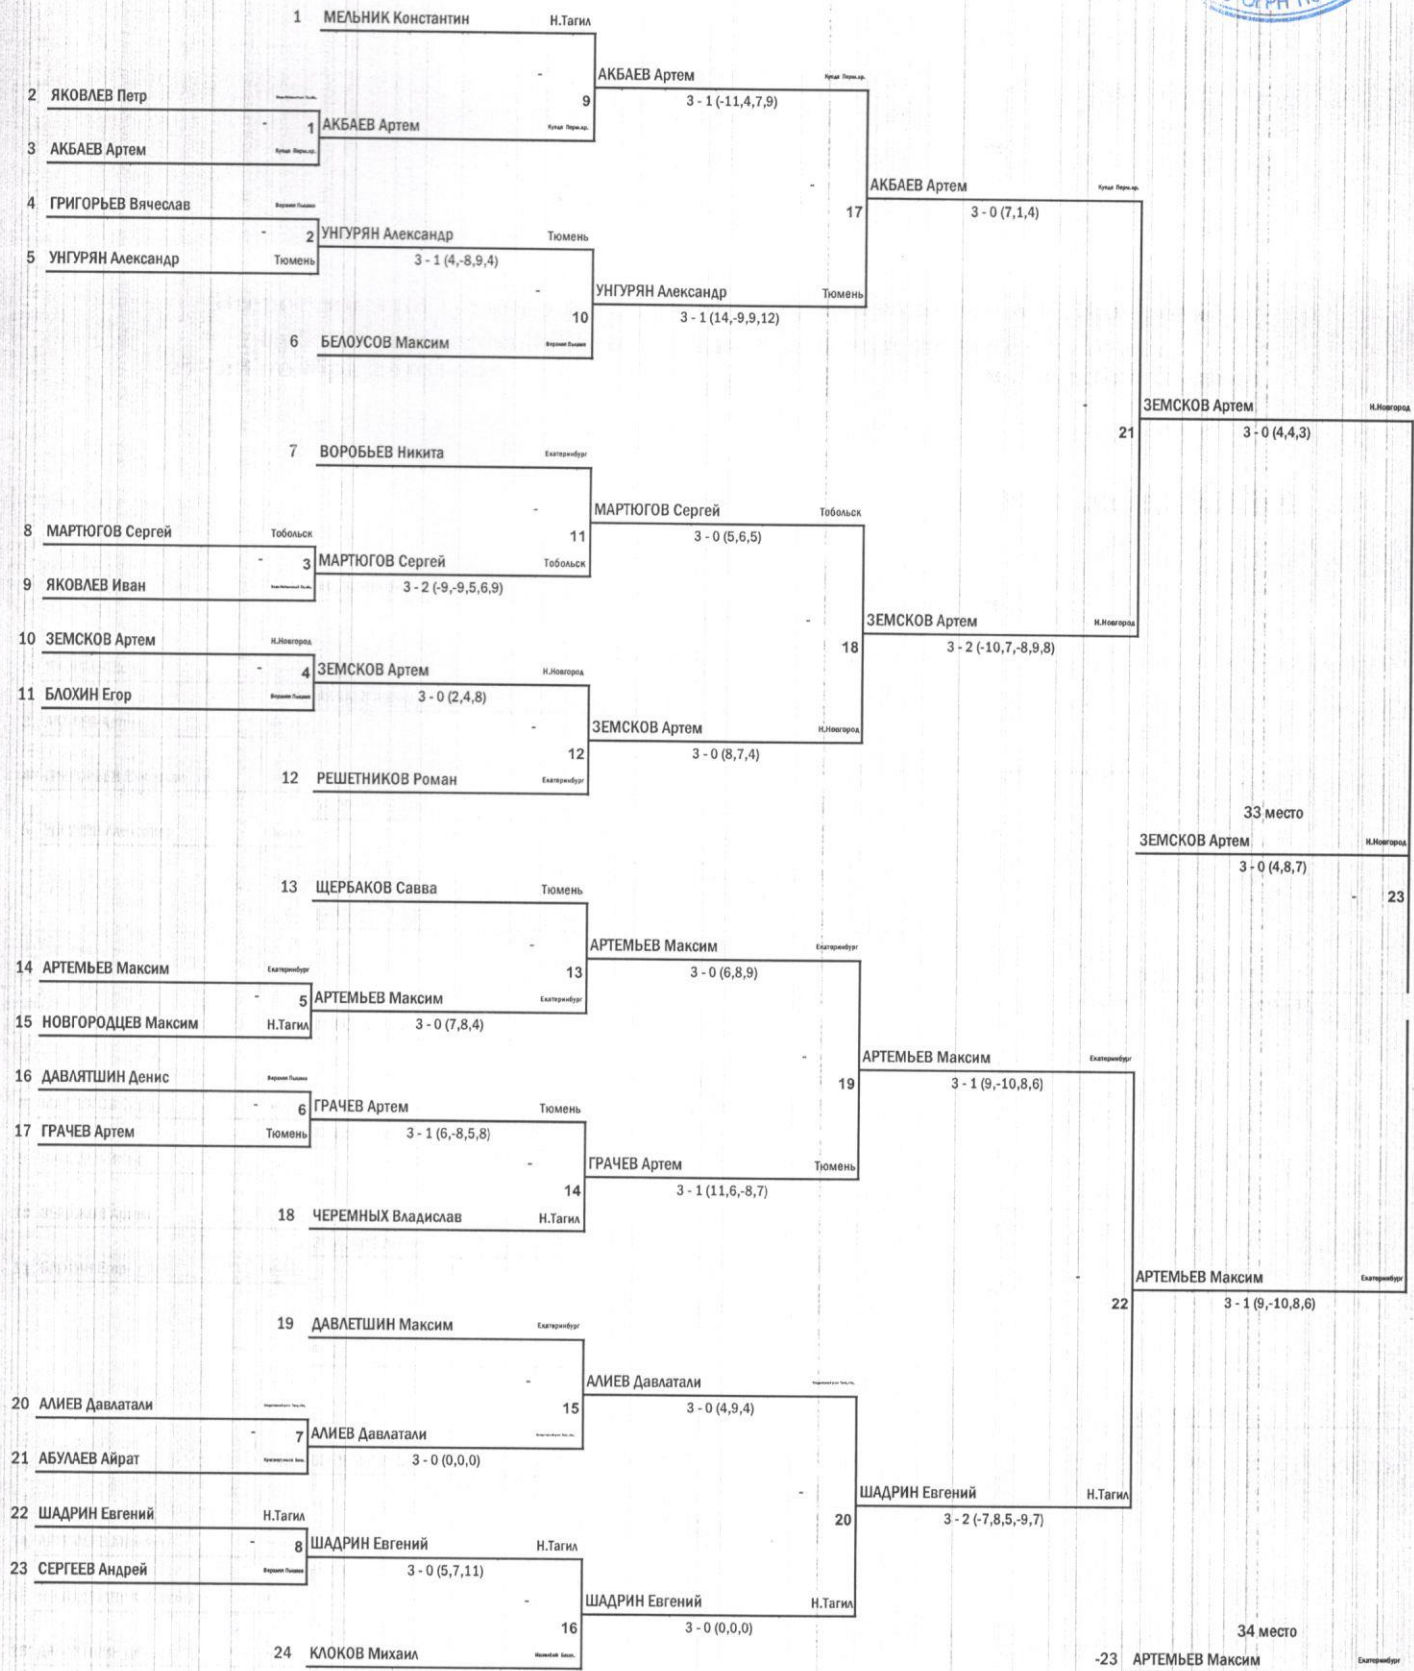 1 МЕЛЬНИК Константин Н.Тагил
-
АКБАЕВ Артем
2 ЯКОВЛЕВ Петр
9
3 - 1 (-11,4,7,9)
- 1 АКБАЕВ Артем
3 АКБАЕВ Артем
АКБАЕВ Артем
4 ГРИГОРЬЕВ Вячеслав
17
3 - 0 (7,1,4)
- 2 УНГУРЯН Александр Тюмень
5 УНГУРЯН Александр Тюмень
3 - 1 (4,-8,9,4)
-
УНГУРЯН Александр Тюмень
10
3 - 1 (14,-9,9,12)
6 БЕЛОУСОВ Максим
ЗЕМСКОВ Артем Н.Новгород
21
3 - 0 (4,4,3)
7 ВОРОБЬЕВ Никита Екатеринбург
-
МАРТЮГОВ Сергей Тобольск
8 МАРТЮГОВ Сергей Тобольск
11
3 - 0 (5,6,5)
- 3 МАРТЮГОВ Сергей Тобольск
9 ЯКОВЛЕВ Иван
3 - 2 (-9,-9,5,6,9)
ЗЕМСКОВ Артем Н.Новгород
10 ЗЕМСКОВ Артем Н.Новгород
18
3 - 2 (-10,7,-8,9,8)
- 4 ЗЕМСКОВ Артем Н.Новгород
11 БЛОХИН Егор
3 - 0 (2,4,8)
-
ЗЕМСКОВ Артем Н.Новгород
12
3 - 0 (8,7,4)
12 РЕШЕТНИКОВ Роман Екатеринбург
33 место
ЗЕМСКОВ Артем Н.Новгород
3 - 0 (4,8,7)
13 ЩЕРБАКОВ Савва Тюмень
- 23
-
АРТЕМЬЕВ Максим Екатеринбург
14 АРТЕМЬЕВ Максим Екатеринбург
13
3 - 0 (6,8,9)
- 5 АРТЕМЬЕВ Максим Екатеринбург
15 НОВГОРОДЦЕВ Максим Н.Тагил
3 - 0 (7,8,4)
АРТЕМЬЕВ Максим Екатеринбург
16 ДАВЛЯТШИН Денис
19
3 - 1 (9,-10,8,6)
- 6 ГРАЧЕВ Артем Тюмень
17 ГРАЧЕВ Артем Тюмень
3 - 1 (6,-8,5,8)
-
ГРАЧЕВ Артем Тюмень
14
3 - 1 (11,6,-8,7)
18 ЧЕРЕМНЫХ Владислав Н.Тагил
АРТЕМЬЕВ Максим Екатеринбург
22
3 - 1 (9,-10,8,6)
19 ДАВЛЕТШИН Максим Екатеринбург
-
АЛИЕВ Давлатали
20 АЛИЕВ Давлатали
15
3 - 0 (4,9,4)
- 7 АЛИЕВ Давлатали
21 АБУЛАЕВ Айрат
3 - 0 (0,0,0)
ШАДРИН Евгений Н.Тагил
22 ШАДРИН Евгений Н.Тагил
20
3 - 2 (-7,8,5,-9,7)
- 8 ШАДРИН Евгений Н.Тагил
23 СЕРГЕЕВ Андрей
3 - 0 (5,7,11)
-
ШАДРИН Евгений Н.Тагил
16
3 - 0 (0,0,0)
34 место
24 КЛОКОВ Михаил
-23 АРТЕМЬЕВ Максим Екатеринбург